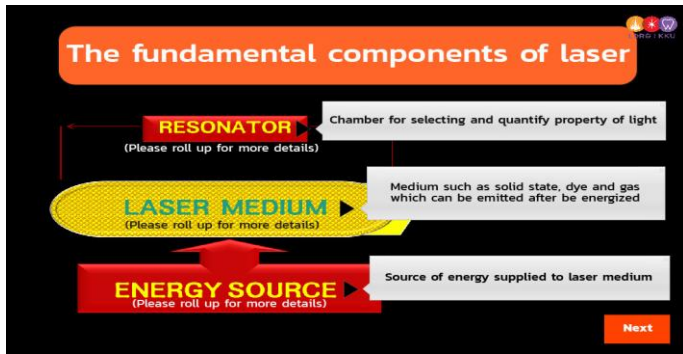 The fundamental components of laser
RESONATOR
(Please roll up for more details)
Chamber for selecting and quantify property of light
LASER MEDIUM
(Please roll up for more details)
Medium such as solid state, dye and gas
which can be emitted after be energized
ENERGY SOURCE
(Please roll up for more details)
Source of energy supplied to laser medium
Next